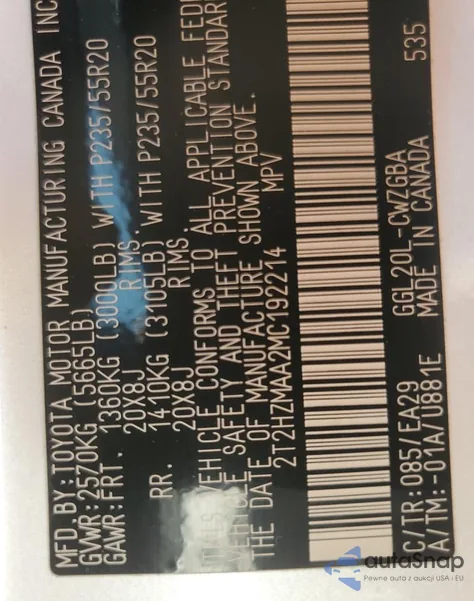 MFD.BY:TOYOTA MOTOR MANUFACTURING CANADA INC
GVWR:2570KG (5665LB)
GAWR:FRT. 1360KG (3000LB) WITH P235/55R20
20X8J RIMS.
RR. 1410KG (3105LB) WITH P235/55R20
20X8J RIMS
THIS VEHICLE CONFORMS TO ALL APPLICABLE FED
VEHICLE SAFETY AND THEFT PREVENTION STANDAR
THE DATE OF MANUFACTURE SHOWN ABOVE.
2T2HZMAA2MC192214 MPV
C/TR:085/EA29 GGL20L-CWZGBA 535
A/TM:-01A/U881E MADE IN CANADA
autaSnap
Pewne auta z aukcji USA i EU